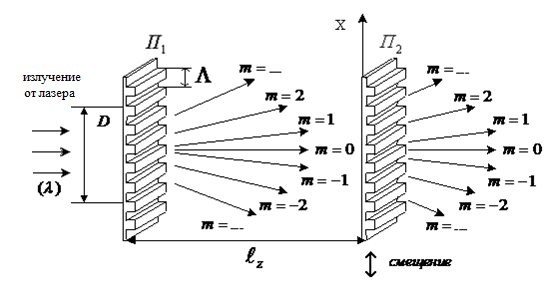 П₁
X
П₂
излучение
от лазера
Λ
m = ...
m = 2
m = 1
m = 0
m = −1
m = −2
m = ...
D
(λ)
ℓz
m = ...
m = 2
m = 1
m = 0
m = −1
m = −2
m = ...
смещение